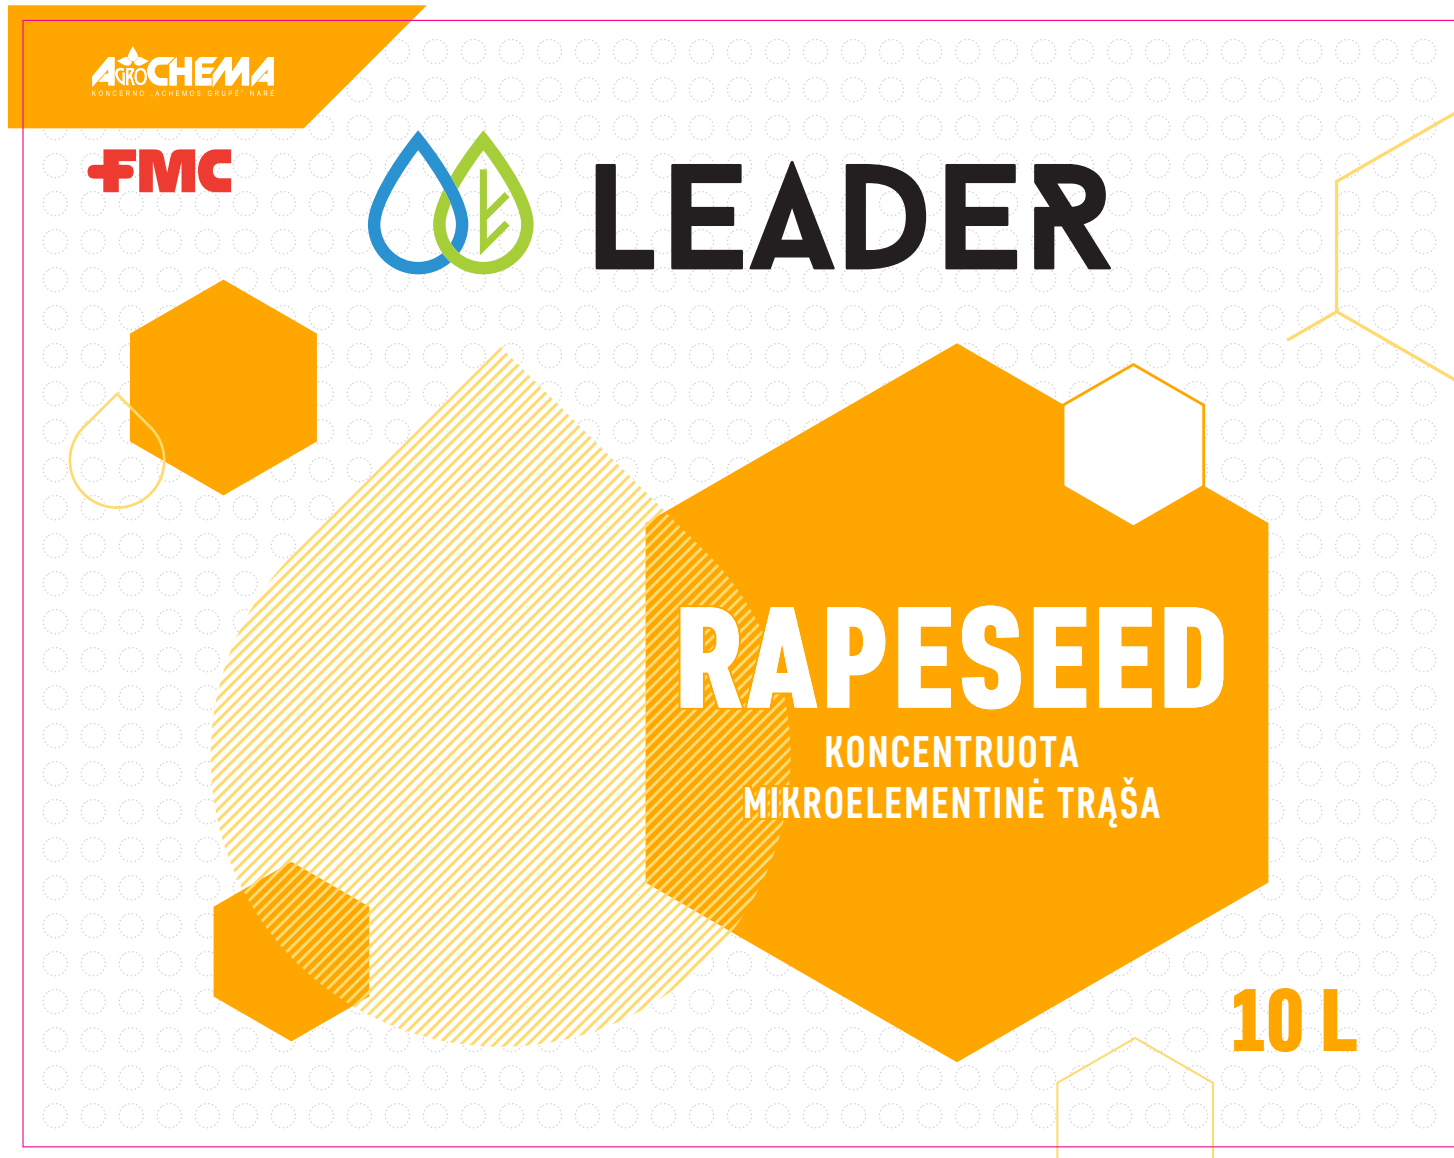 AGROCHEMA
KONCERNO „ACHEMOS GRUPĖ“ NARĖ
FMC
LEADER
RAPESEED
KONCENTRUOTA
MIKROELEMENTINĖ TRĄŠA
10 L